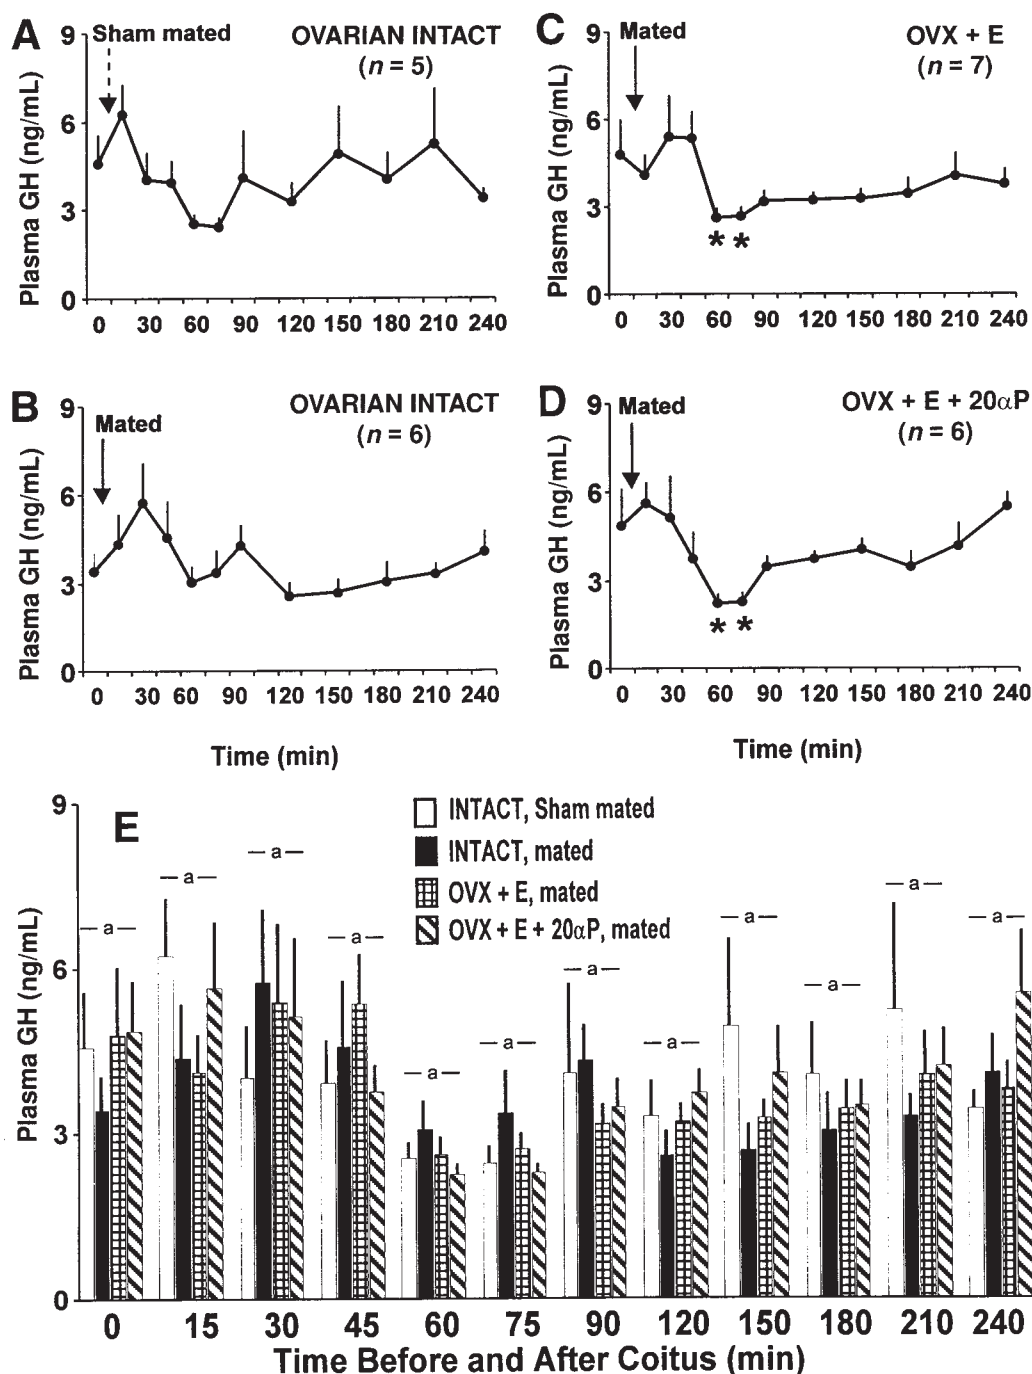 A
Sham mated
OVARIAN INTACT
(n = 5)
Plasma GH (ng/mL)
9
6
3
0
0 30 60 90 120 150 180 210 240
C
Mated
OVX + E
(n = 7)
Plasma GH (ng/mL)
9
6
3
0
* *
0 30 60 90 120 150 180 210 240
B
Mated
OVARIAN INTACT
(n = 6)
Plasma GH (ng/mL)
9
6
3
0
0 30 60 90 120 150 180 210 240
Time (min)
D
Mated
OVX + E + 20αP
(n = 6)
Plasma GH (ng/mL)
9
6
3
0
* *
0 30 60 90 120 150 180 210 240
Time (min)
E
INTACT, Sham mated
INTACT, mated
OVX + E, mated
OVX + E + 20αP, mated
Plasma GH (ng/mL)
9
6
3
0
a a a a a a a a a a a a
0 15 30 45 60 75 90 120 150 180 210 240
Time Before and After Coitus (min)